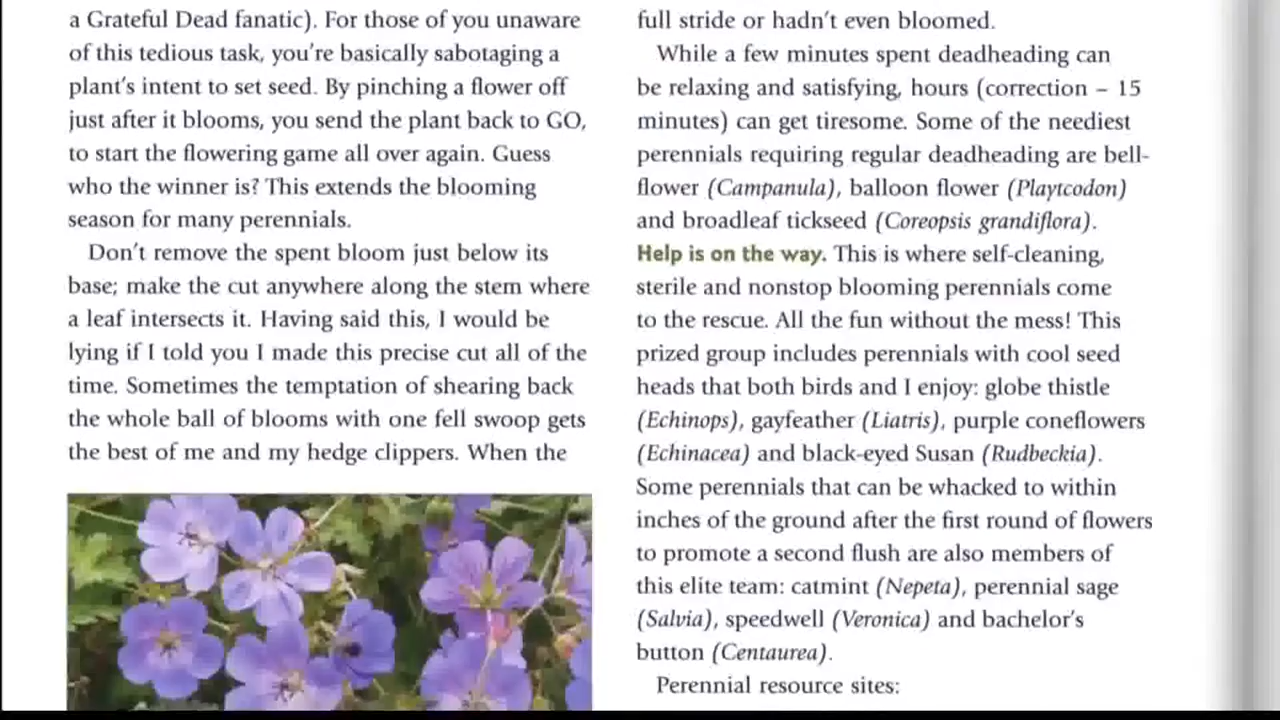 a Grateful Dead fanatic). For those of you unaware
of this tedious task, you're basically sabotaging a
plant's intent to set seed. By pinching a flower off
just after it blooms, you send the plant back to GO,
to start the flowering game all over again. Guess
who the winner is? This extends the blooming
season for many perennials.
Don't remove the spent bloom just below its
base; make the cut anywhere along the stem where
a leaf intersects it. Having said this, I would be
lying if I told you I made this precise cut all of the
time. Sometimes the temptation of shearing back
the whole ball of blooms with one fell swoop gets
the best of me and my hedge clippers. When the
full stride or hadn't even bloomed.
While a few minutes spent deadheading can
be relaxing and satisfying, hours (correction – 15
minutes) can get tiresome. Some of the neediest
perennials requiring regular deadheading are bell-
flower (Campanula), balloon flower (Playtcodon)
and broadleaf tickseed (Coreopsis grandiflora).
Help is on the way. This is where self-cleaning,
sterile and nonstop blooming perennials come
to the rescue. All the fun without the mess! This
prized group includes perennials with cool seed
heads that both birds and I enjoy: globe thistle
(Echinops), gayfeather (Liatris), purple coneflowers
(Echinacea) and black-eyed Susan (Rudbeckia).
Some perennials that can be whacked to within
inches of the ground after the first round of flowers
to promote a second flush are also members of
this elite team: catmint (Nepeta), perennial sage
(Salvia), speedwell (Veronica) and bachelor's
button (Centaurea).
Perennial resource sites: